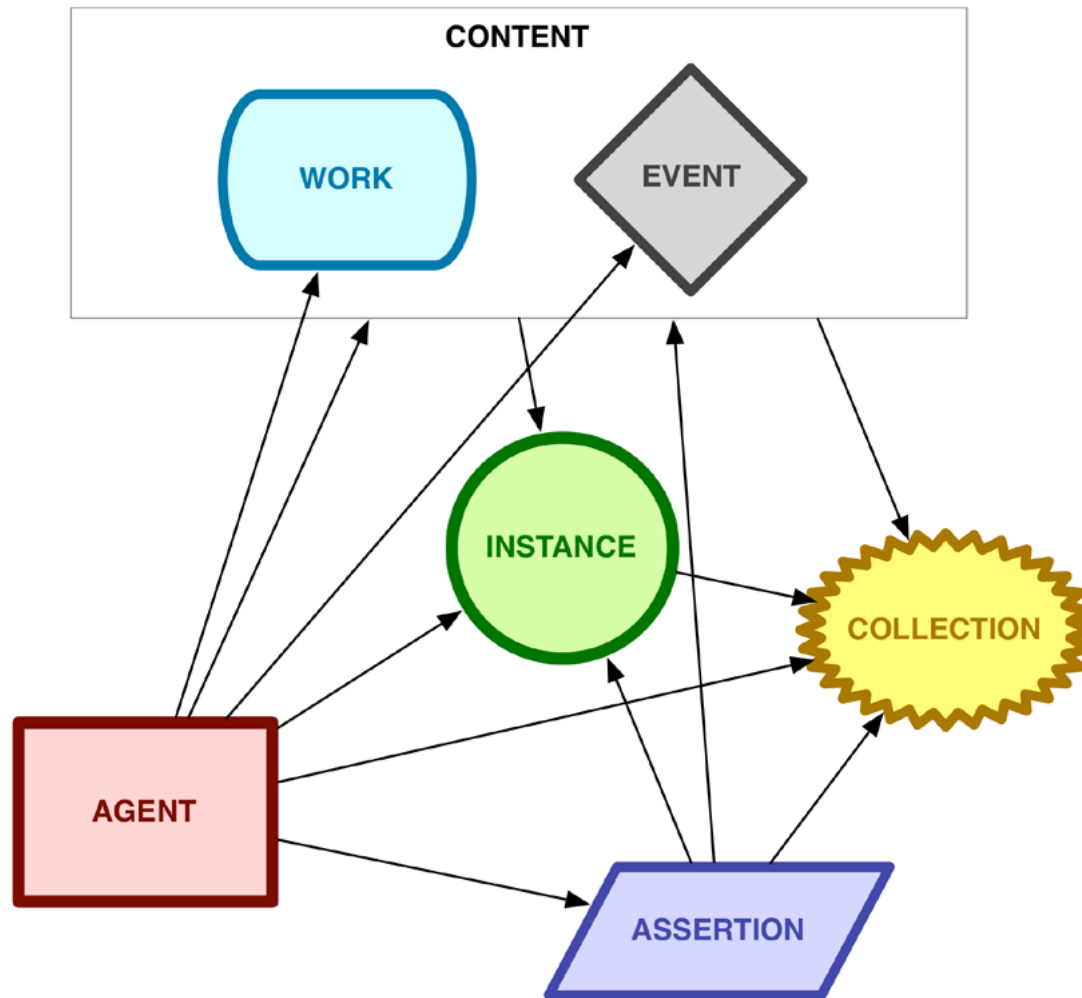 CONTENT
WORK
EVENT
INSTANCE
COLLECTION
AGENT
ASSERTION